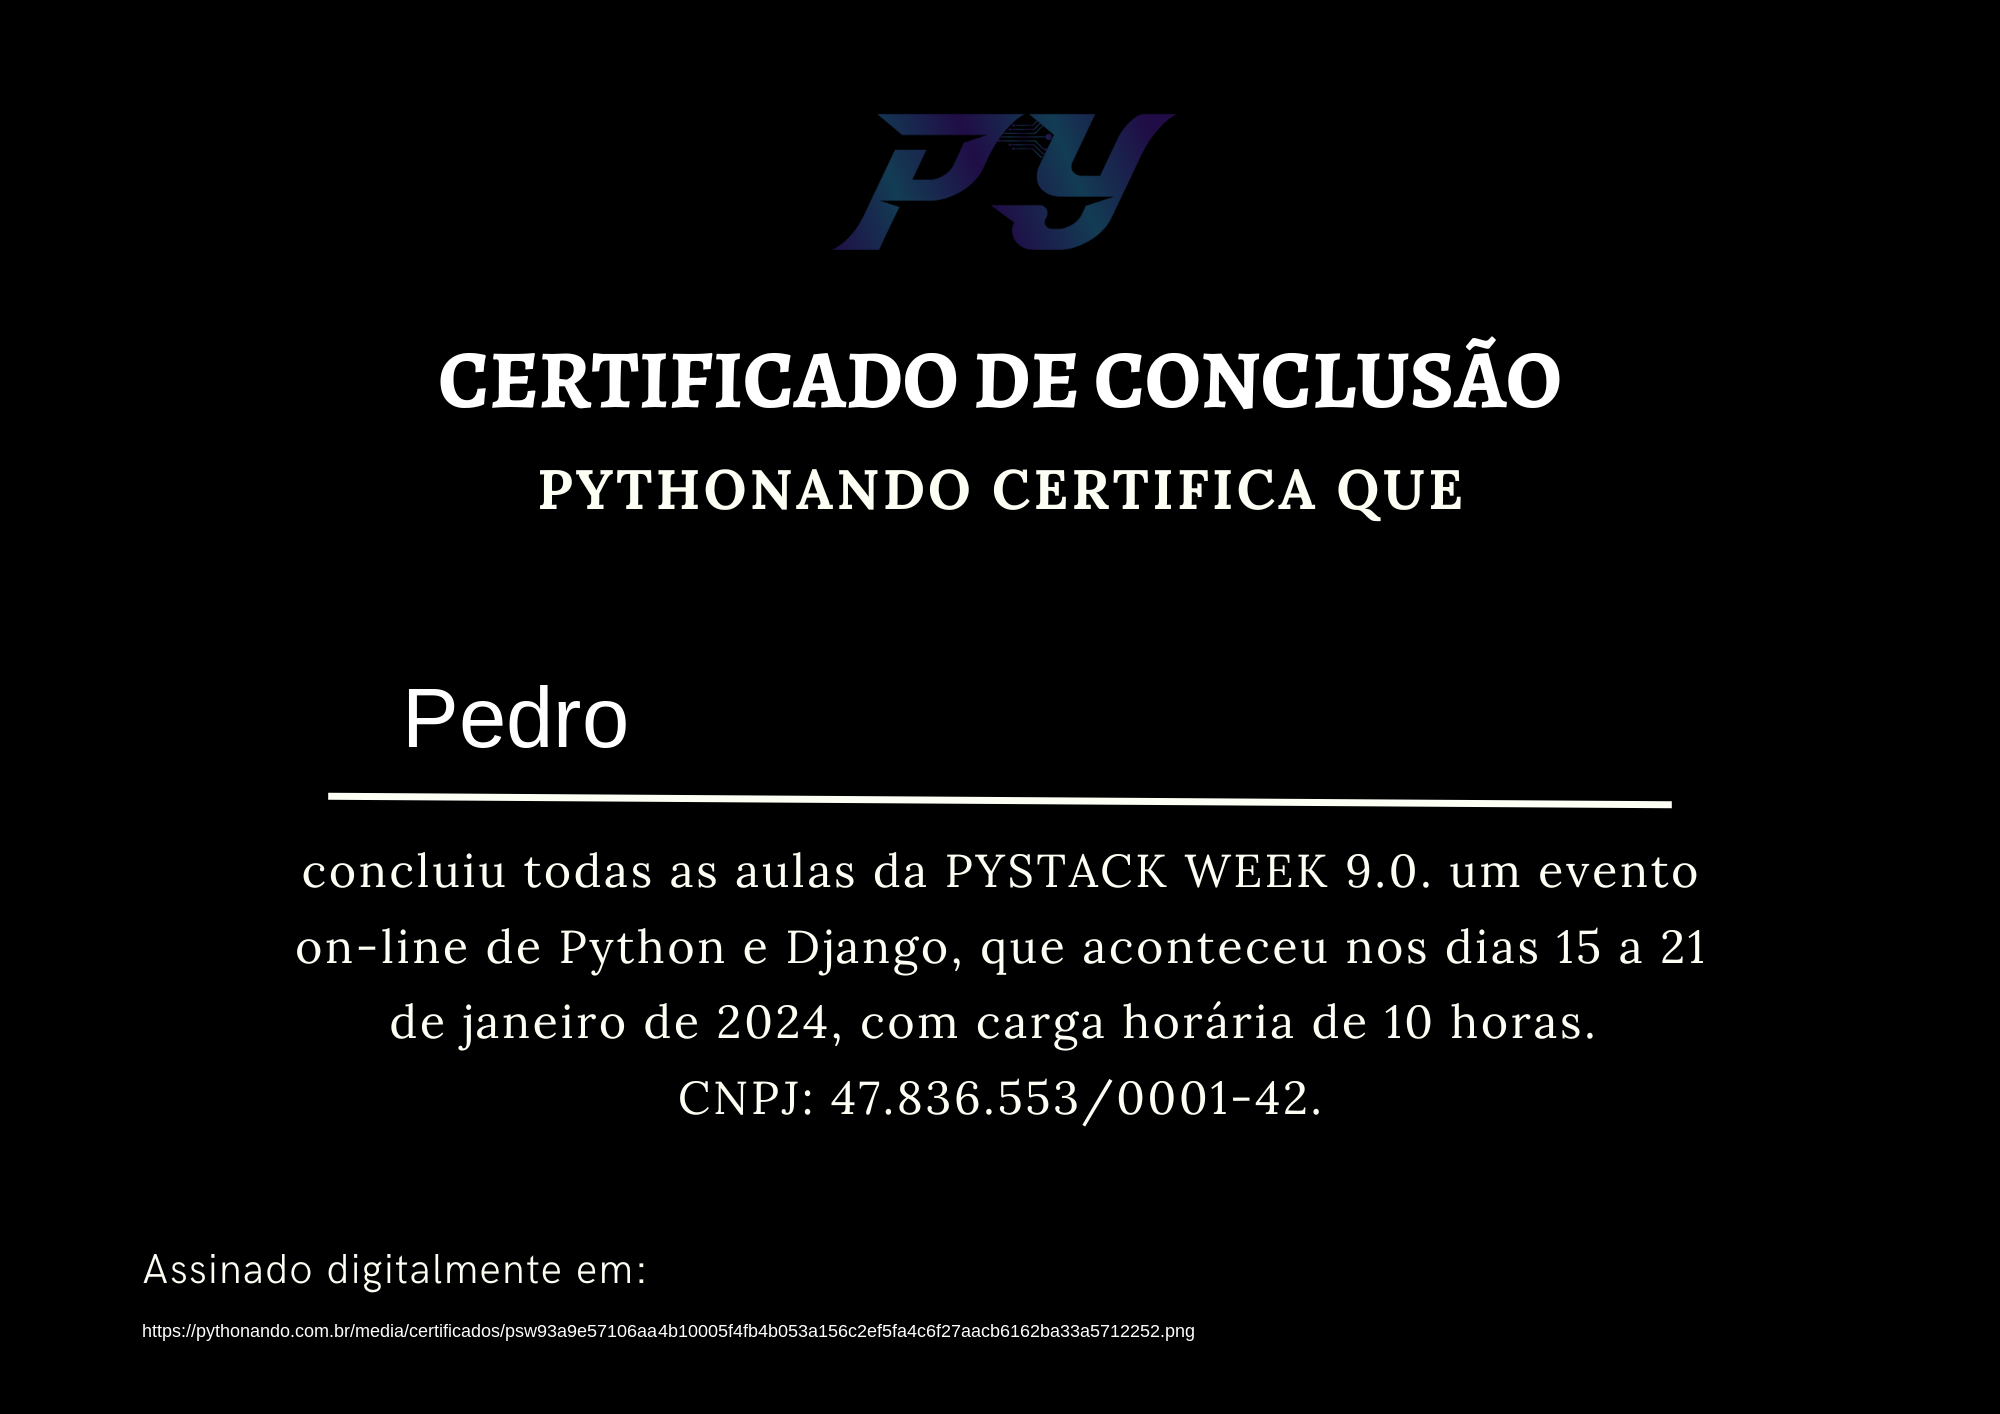 PY
CERTIFICADO DE CONCLUSÃO
PYTHONANDO CERTIFICA QUE
Pedro
concluiu todas as aulas da PYSTACK WEEK 9.0. um evento
on-line de Python e Django, que aconteceu nos dias 15 a 21
de janeiro de 2024, com carga horária de 10 horas.
CNPJ: 47.836.553/0001-42.
Assinado digitalmente em:
https://pythonando.com.br/media/certificados/psw93a9e57106aa4b10005f4fb4b053a156c2ef5fa4c6f27aacb6162ba33a5712252.png